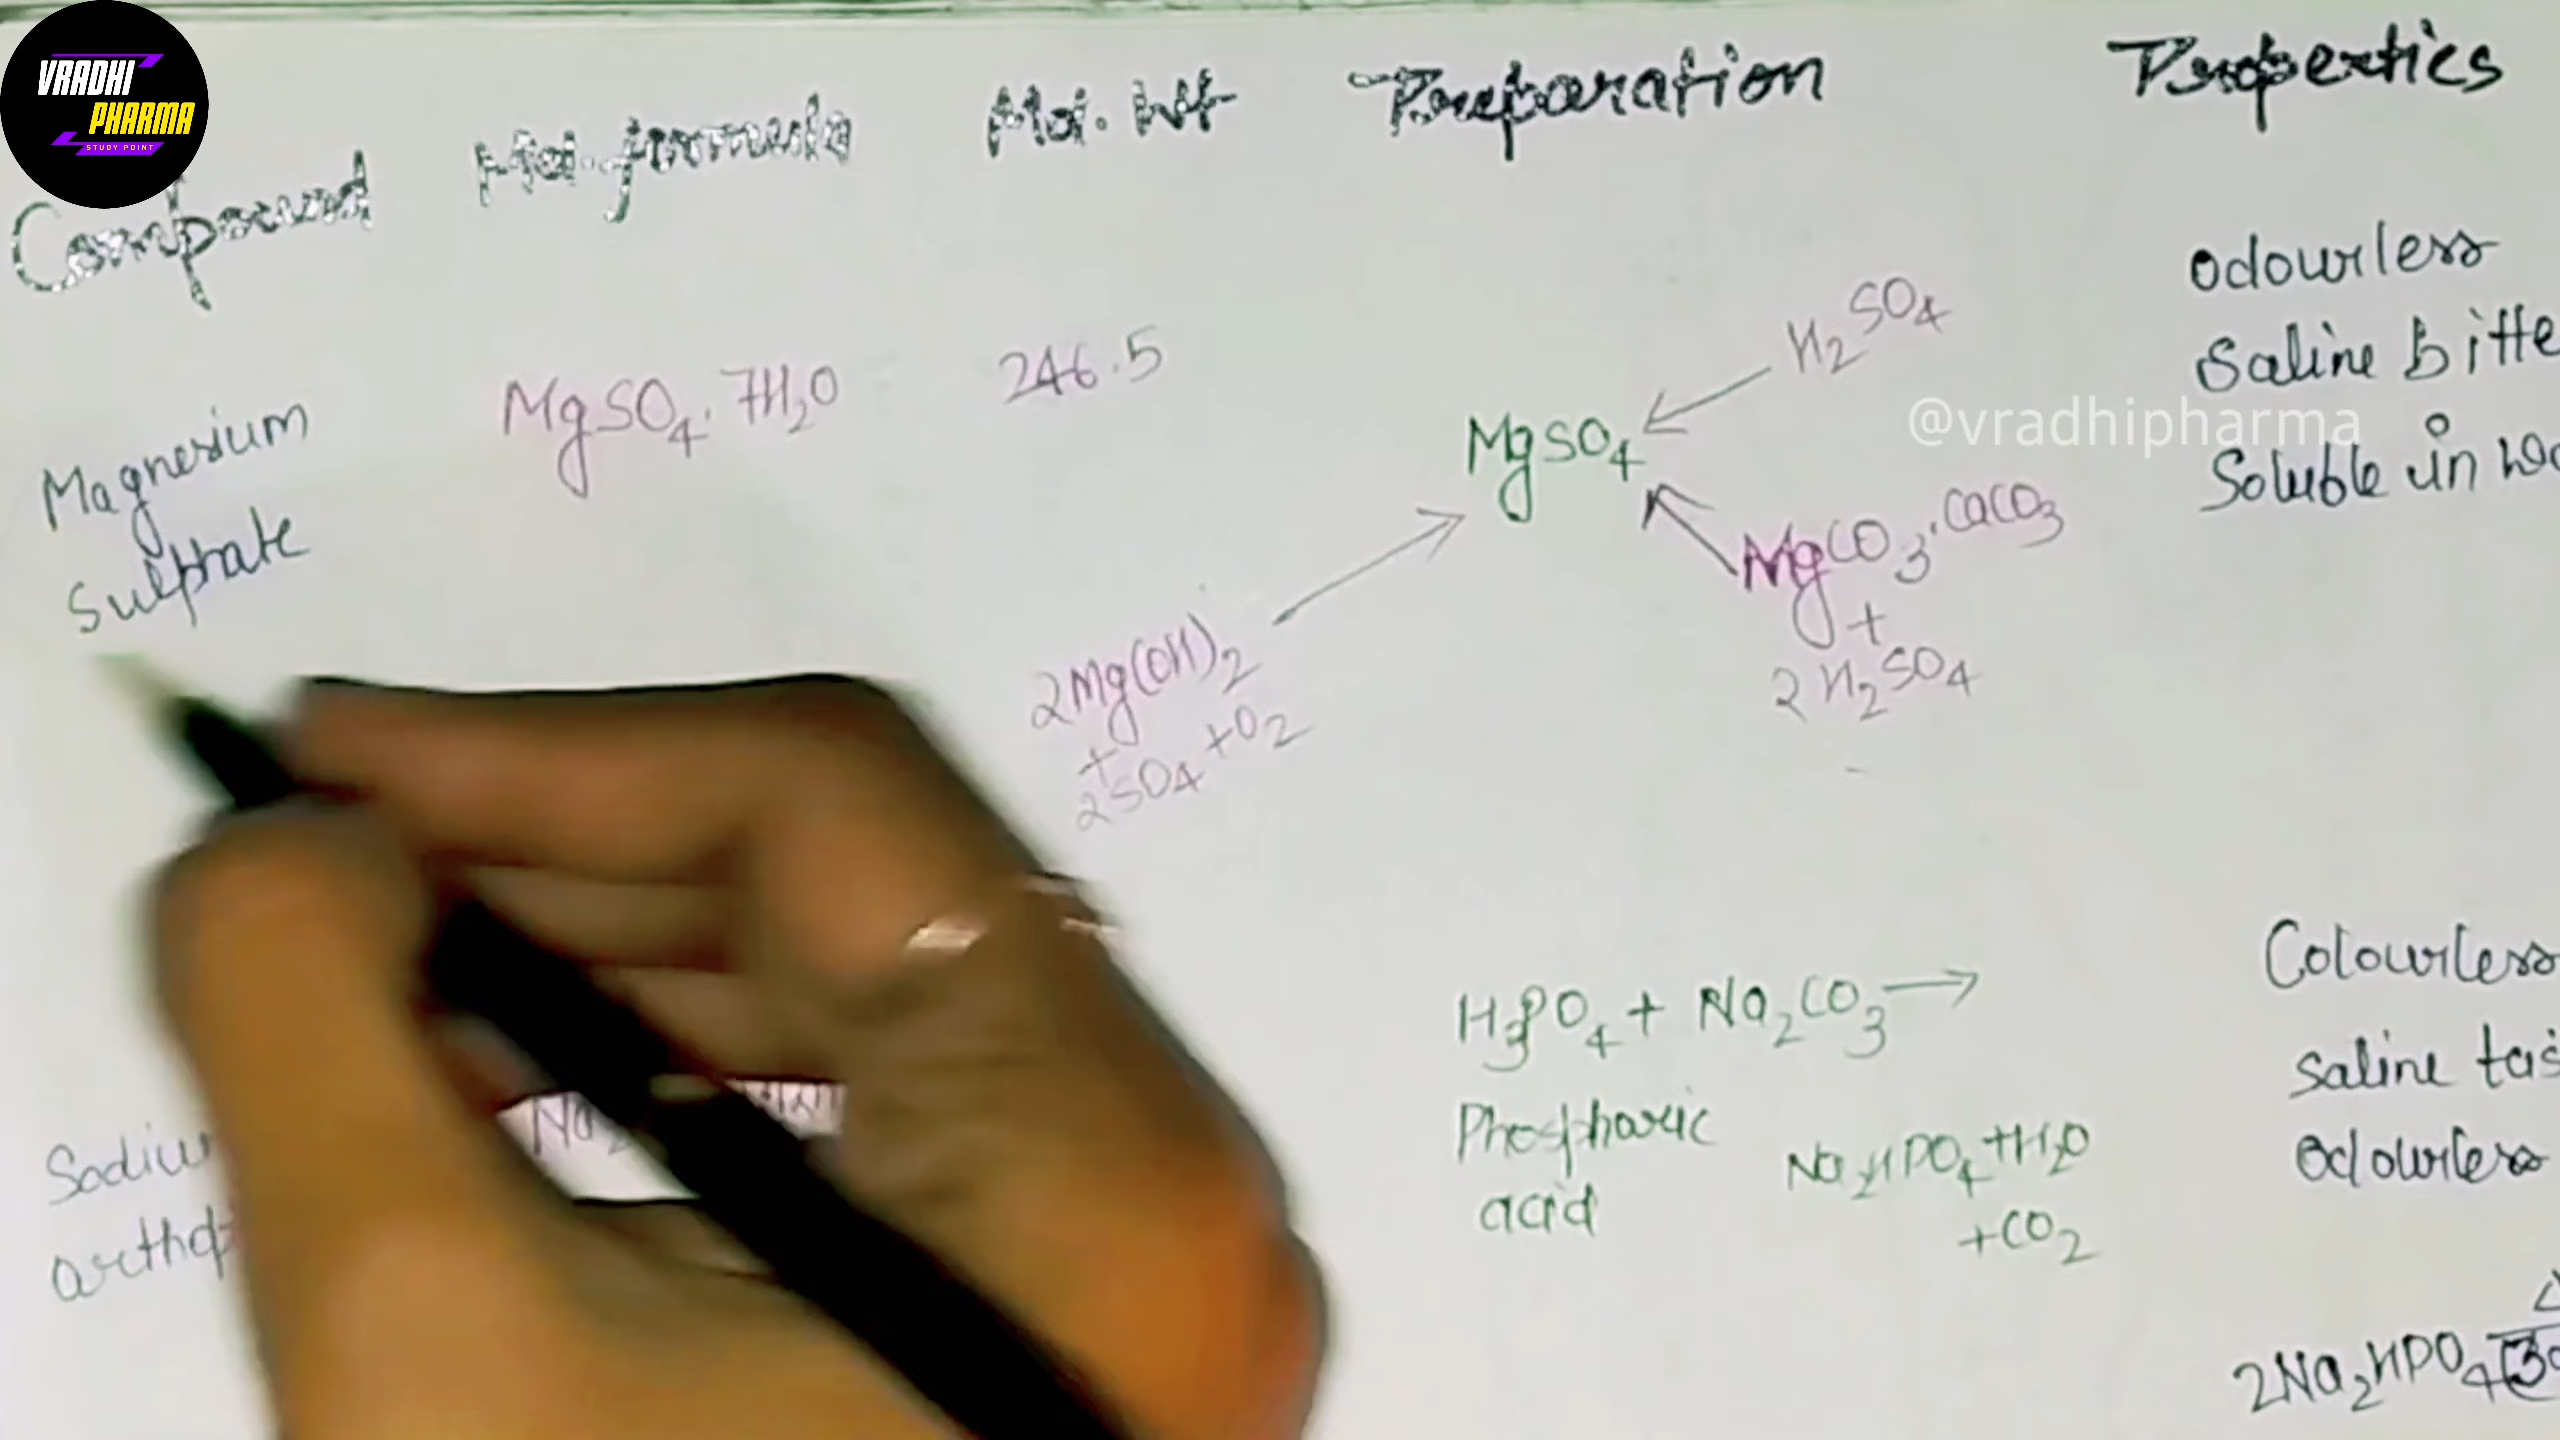 VRADHI
PHARMA
STUDY POINT
Compound Mol. formula Mol. Wt Preparation Properties
Magnesium
Sulphate
MgSO₄.7H₂O
246.5
H₂SO₄
MgSO₄
MgCO₃.CaCO₃
+
2H₂SO₄
2Mg(OH)₂
+
2SO₄+O₂
Odourless
Saline bitte
Soluble in wa
@vradhipharma
Sodiu
orthop
Na₂
H₃PO₄ + Na₂CO₃ →
Phosphoric
acid
Na₂HPO₄+H₂O
+CO₂
Colourless
Saline tas
Odourless
2Na₂HPO₄